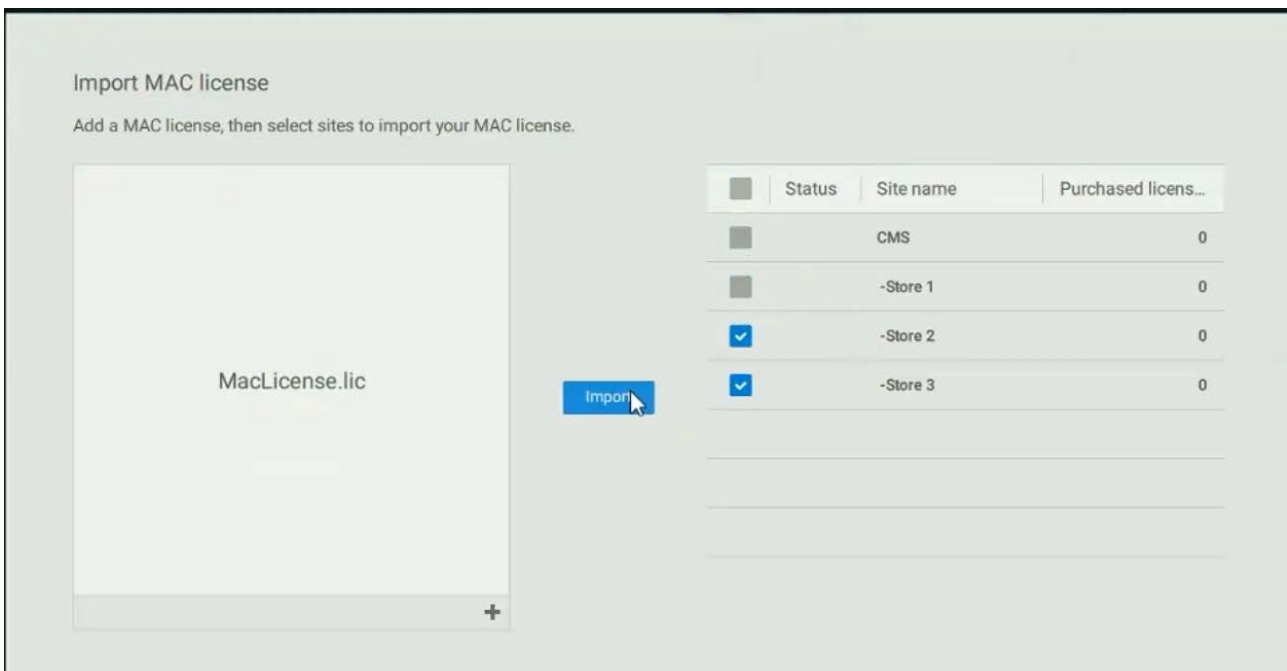 Import MAC license
Add a MAC license, then select sites to import your MAC license.
Status Site name Purchased licens...
CMS 0
-Store 1 0
-Store 2 0
-Store 3 0
MacLicense.lic
Import